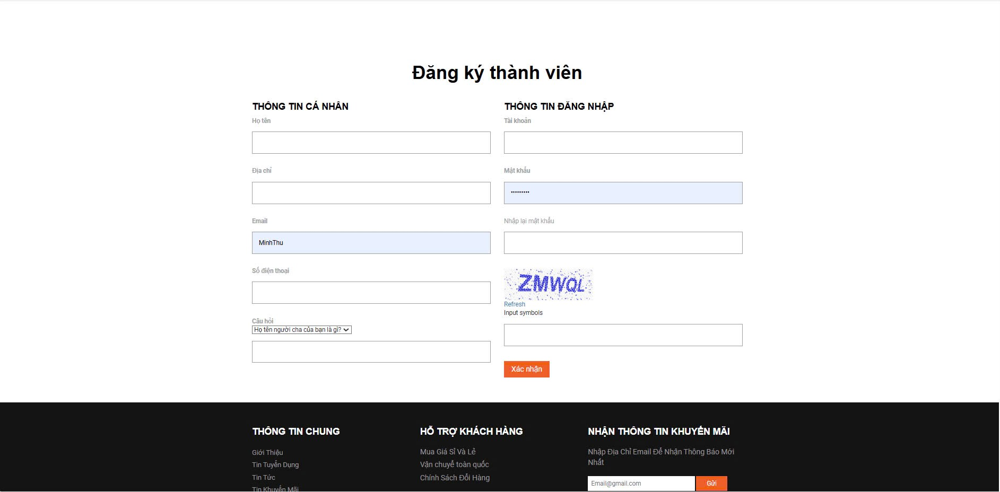 Đăng ký thành viên
THÔNG TIN CÁ NHÂN
Họ tên
Địa chỉ
Email
MinhThu
Số điện thoại
Câu hỏi
Họ tên người cha của bạn là gì?
THÔNG TIN ĐĂNG NHẬP
Tài khoản
Mật khẩu
•••••••••
Nhập lại mật khẩu
ZMWQL
Refresh
Input symbols
Xác nhận
THÔNG TIN CHUNG
Giới Thiệu
Tin Tuyển Dụng
Tin Tức
Tin Khuyến Mãi
HỖ TRỢ KHÁCH HÀNG
Mua Giá Sỉ Và Lẻ
Vận chuyể toàn quốc
Chính Sách Đổi Hàng
NHẬN THÔNG TIN KHUYẾN MÃI
Nhập Địa Chỉ Email Để Nhận Thông Báo Mới
Nhất
Email@gmail.com
Gửi